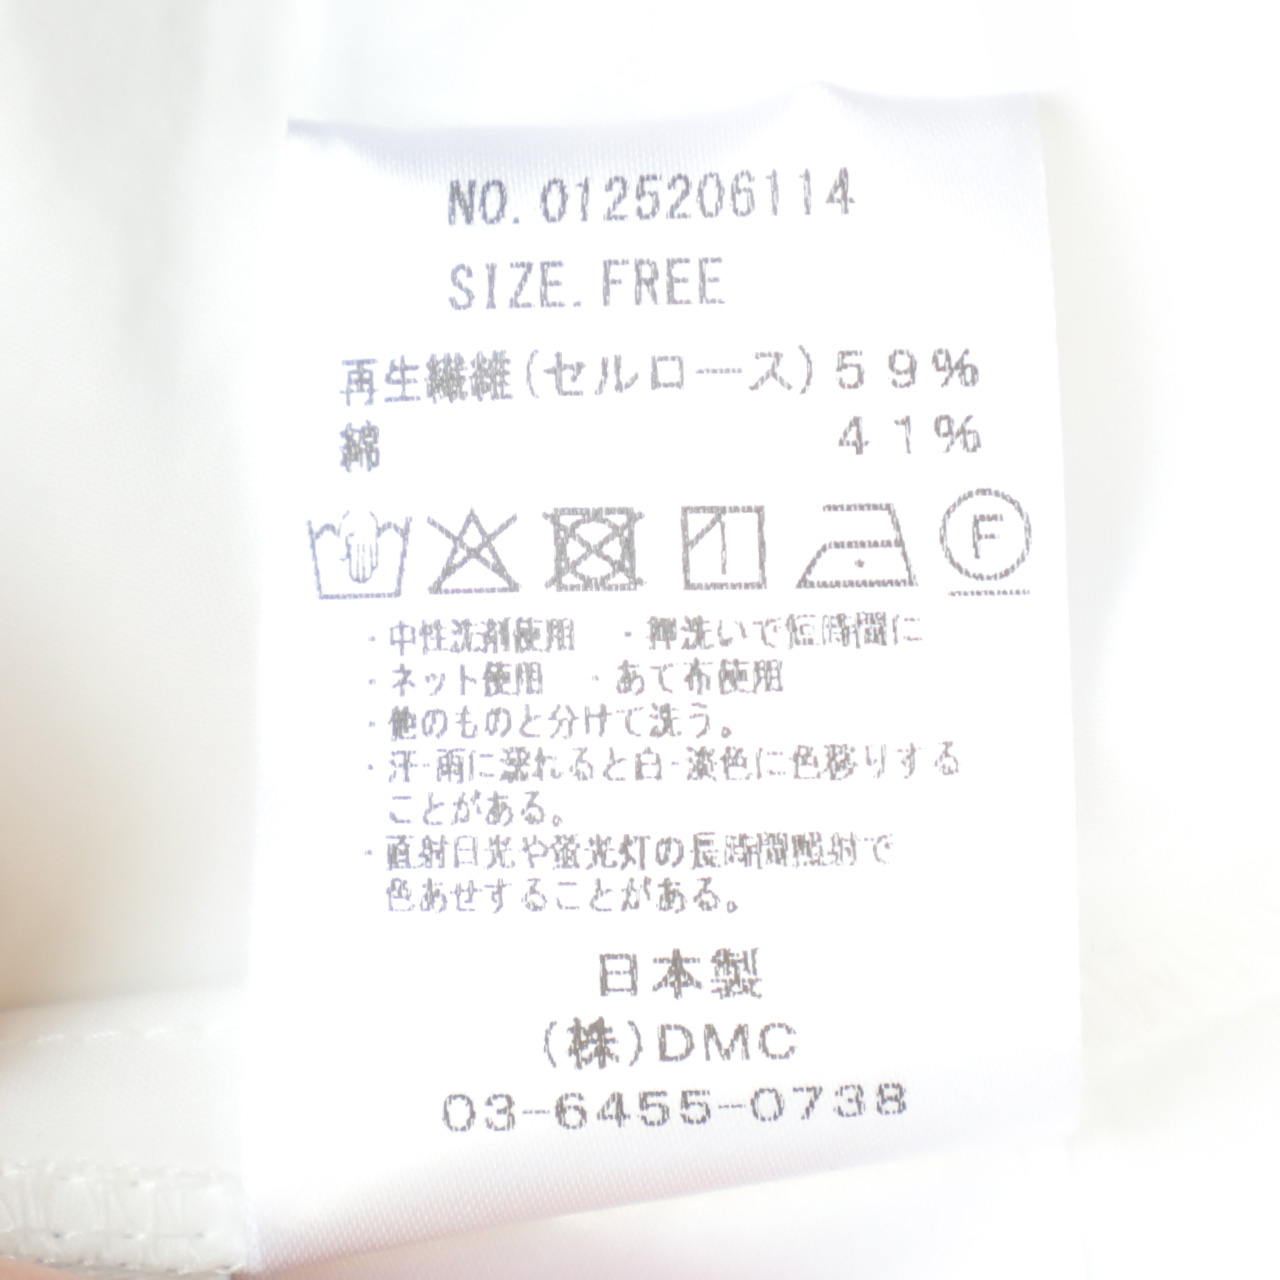 NO.0125206114
SIZE.FREE
再生繊維(セルロース)59%
綿 41%
F
・中性洗剤使用 ・押洗いで短時間に
・ネット使用 ・あて布使用
・他のものと分けて洗う。
・汗・雨に濡れると白・淡色に色移りする
ことがある。
・直射日光や蛍光灯の長時間照射で
色あせすることがある。
日本製
(株)DMC
03-6455-0738